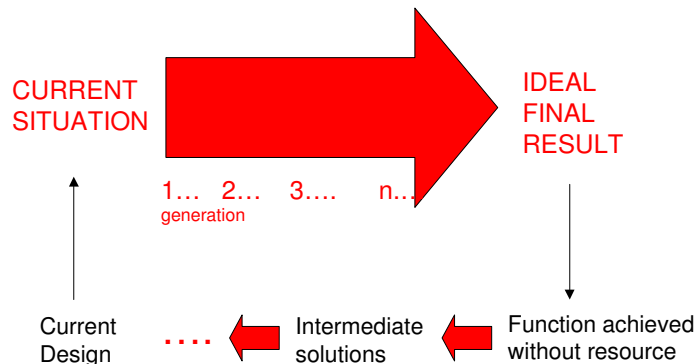 CURRENT
SITUATION
IDEAL
FINAL
RESULT
1... 2... 3.... n...
generation
Current
Design
....
Intermediate
solutions
Function achieved
without resource